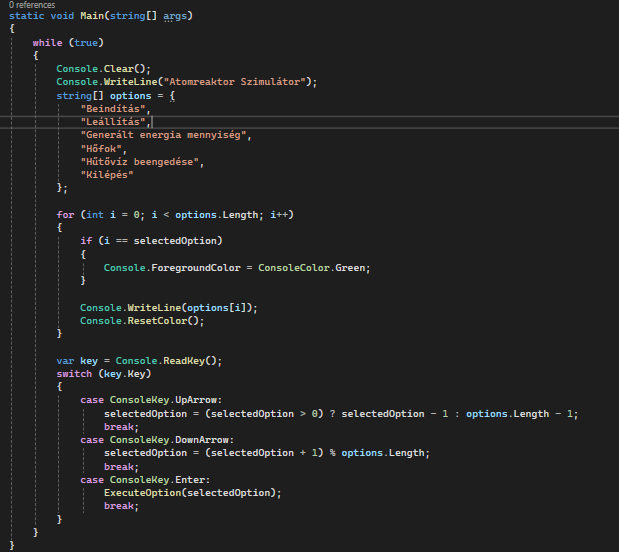 0 references
static void Main(string[] args)
{
while (true)
{
Console.Clear();
Console.WriteLine("Atomreaktor Szimulátor");
string[] options = {
"Beindítás",
"Leállítás",
"Generált energia mennyiség",
"Hőfok",
"Hűtővíz beengedése",
"Kilépés"
};
for (int i = 0; i < options.Length; i++)
{
if (i == selectedOption)
{
Console.ForegroundColor = ConsoleColor.Green;
}
Console.WriteLine(options[i]);
Console.ResetColor();
}
var key = Console.ReadKey();
switch (key.Key)
{
case ConsoleKey.UpArrow:
selectedOption = (selectedOption > 0) ? selectedOption - 1 : options.Length - 1;
break;
case ConsoleKey.DownArrow:
selectedOption = (selectedOption + 1) % options.Length;
break;
case ConsoleKey.Enter:
ExecuteOption(selectedOption);
break;
}
}
}